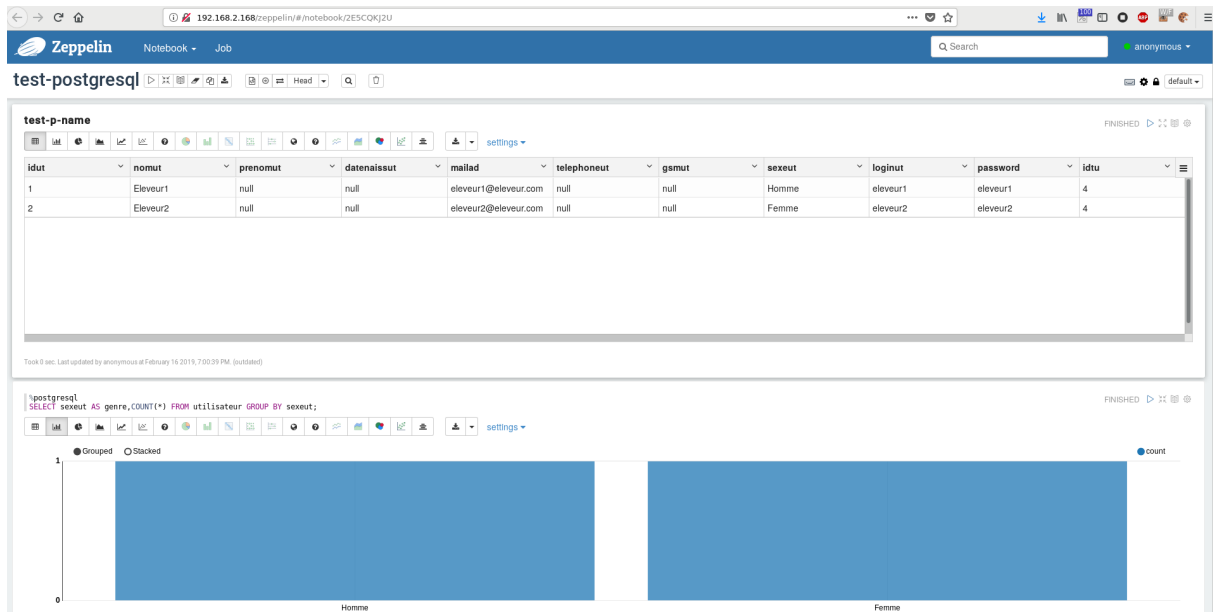 192.168.2.168/zeppelin/#/notebook/2E5CQKJ2U
100
Zeppelin Notebook Job Search anonymous
test-postgresql Head default
test-p-name
FINISHED
settings
idut nomut prenomut datenaissut mailad telephoneut gsmut sexeut loginut password idtu
1 Eleveur1 null null eleveur1@eleveur.com null null Homme eleveur1 eleveur1 4
2 Eleveur2 null null eleveur2@eleveur.com null null Femme eleveur2 eleveur2 4
Took 0 sec. Last updated by anonymous at February 16 2019, 7:00:39 PM. (outdated)
%postgresql
SELECT sexeut AS genre,COUNT(*) FROM utilisateur GROUP BY sexeut;
FINISHED
settings
Grouped Stacked count
1
0
Homme Femme